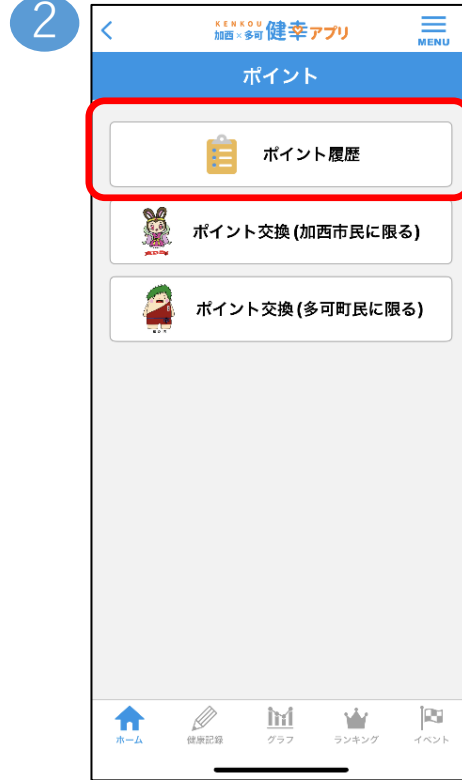 2
KENKOU
加西×多可 健幸アプリ
MENU
ポイント
ポイント履歴
ポイント交換(加西市民に限る)
ポイント交換(多可町民に限る)
ホーム
健康記録
グラフ
ランキング
イベント